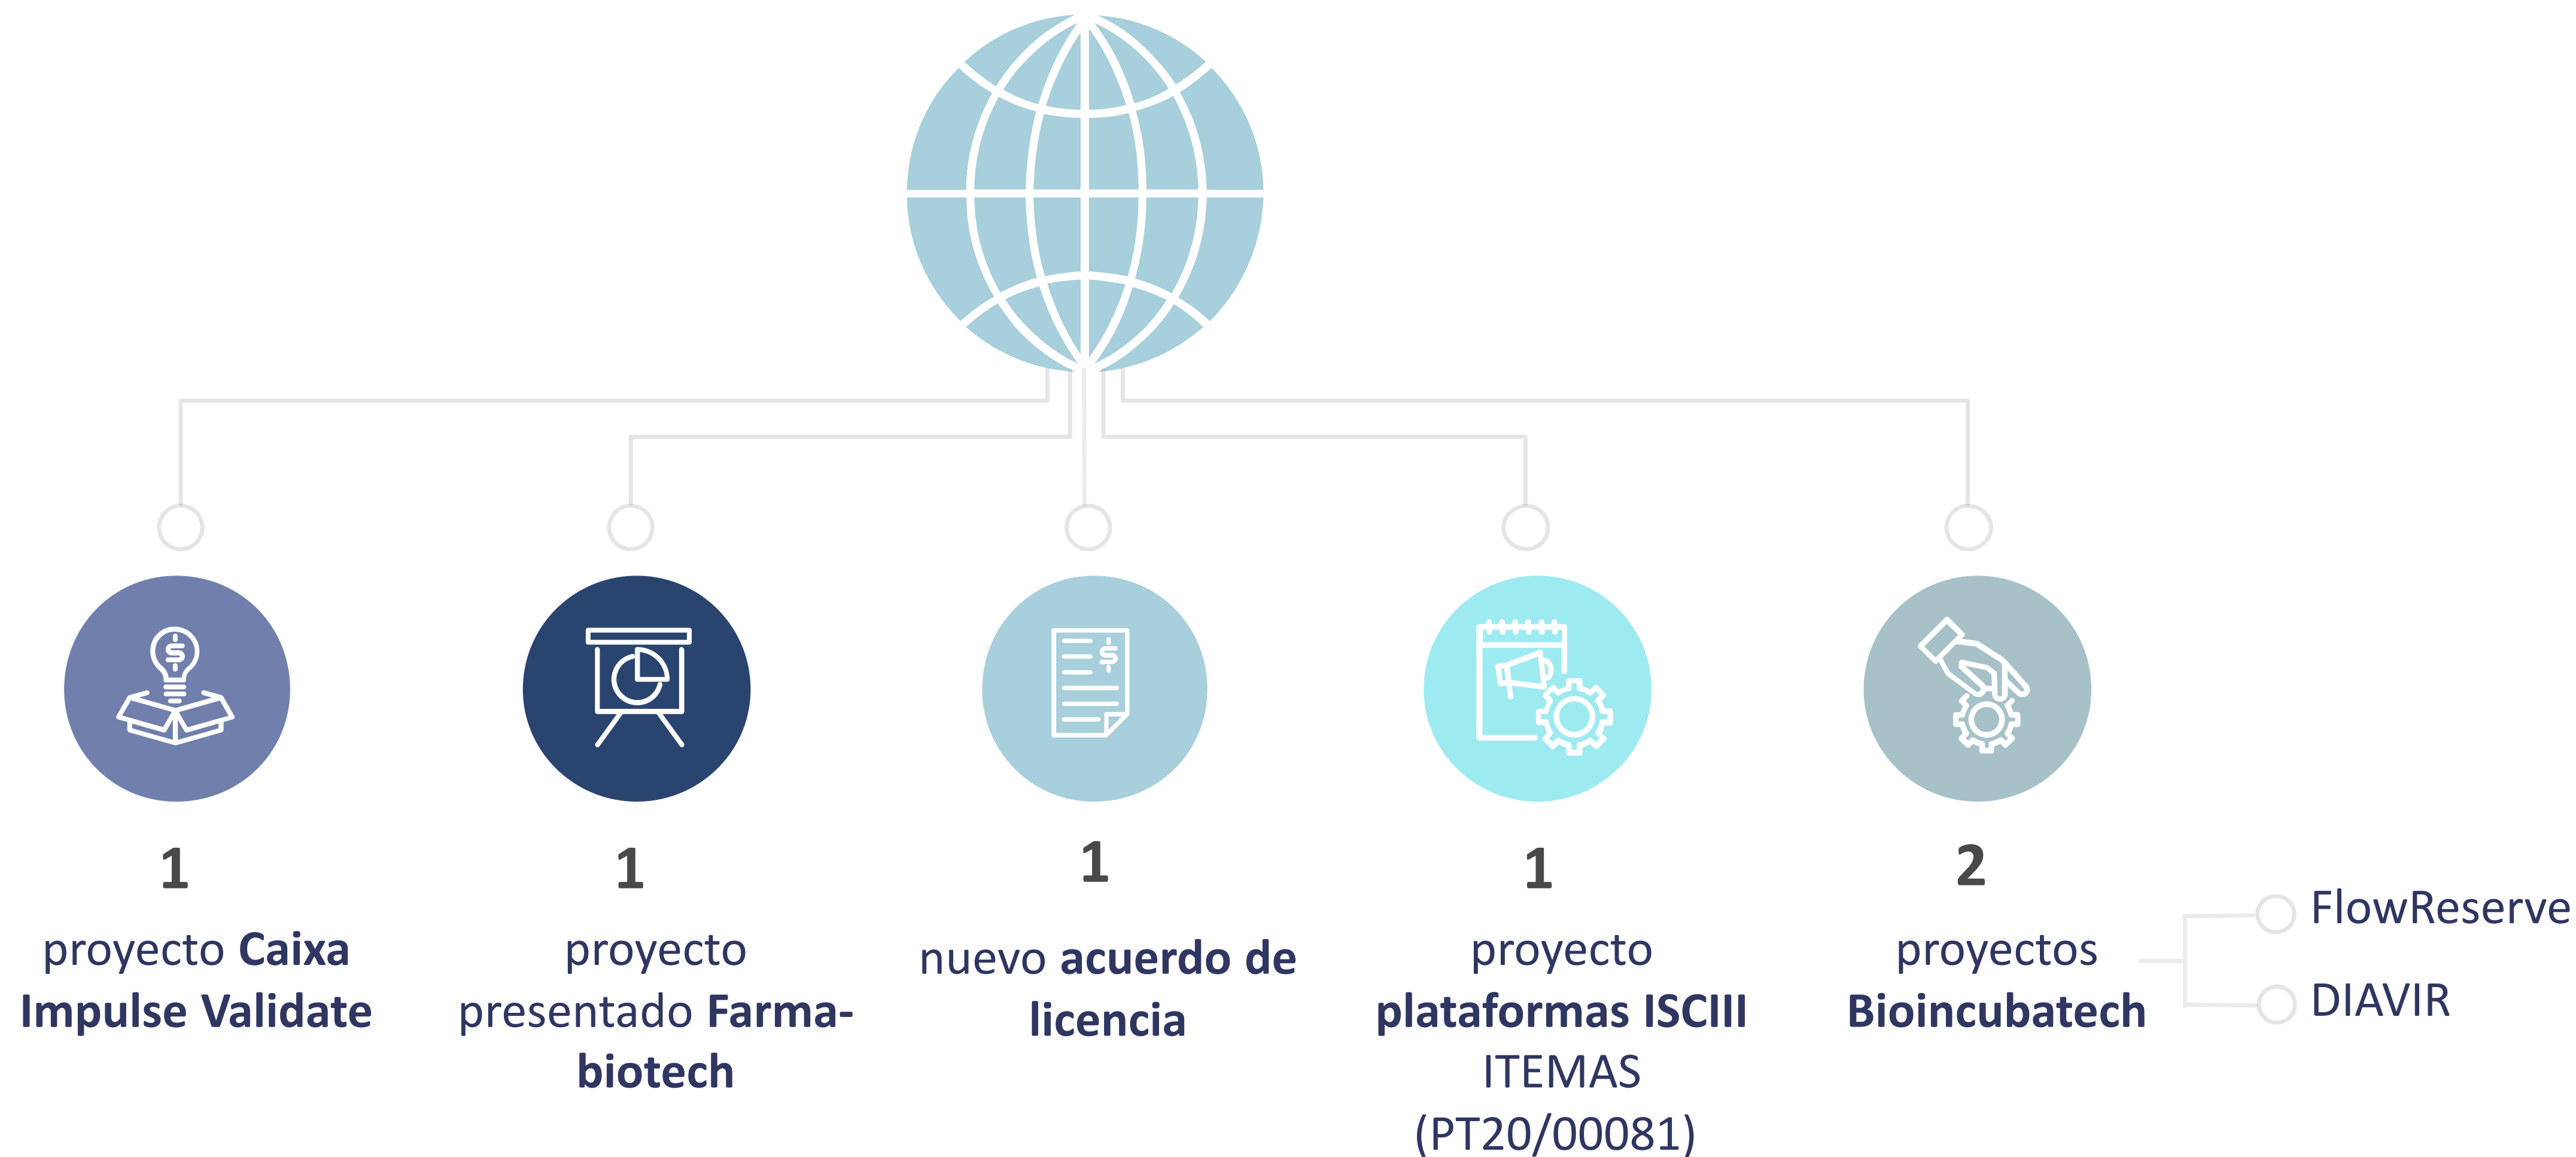 1
proyecto Caixa
Impulse Validate
1
proyecto
presentado Farma-
biotech
1
nuevo acuerdo de
licencia
1
proyecto
plataformas ISCIII
ITEMAS
(PT20/00081)
2
proyectos
Bioincubatech
FlowReserve
DIAVIR